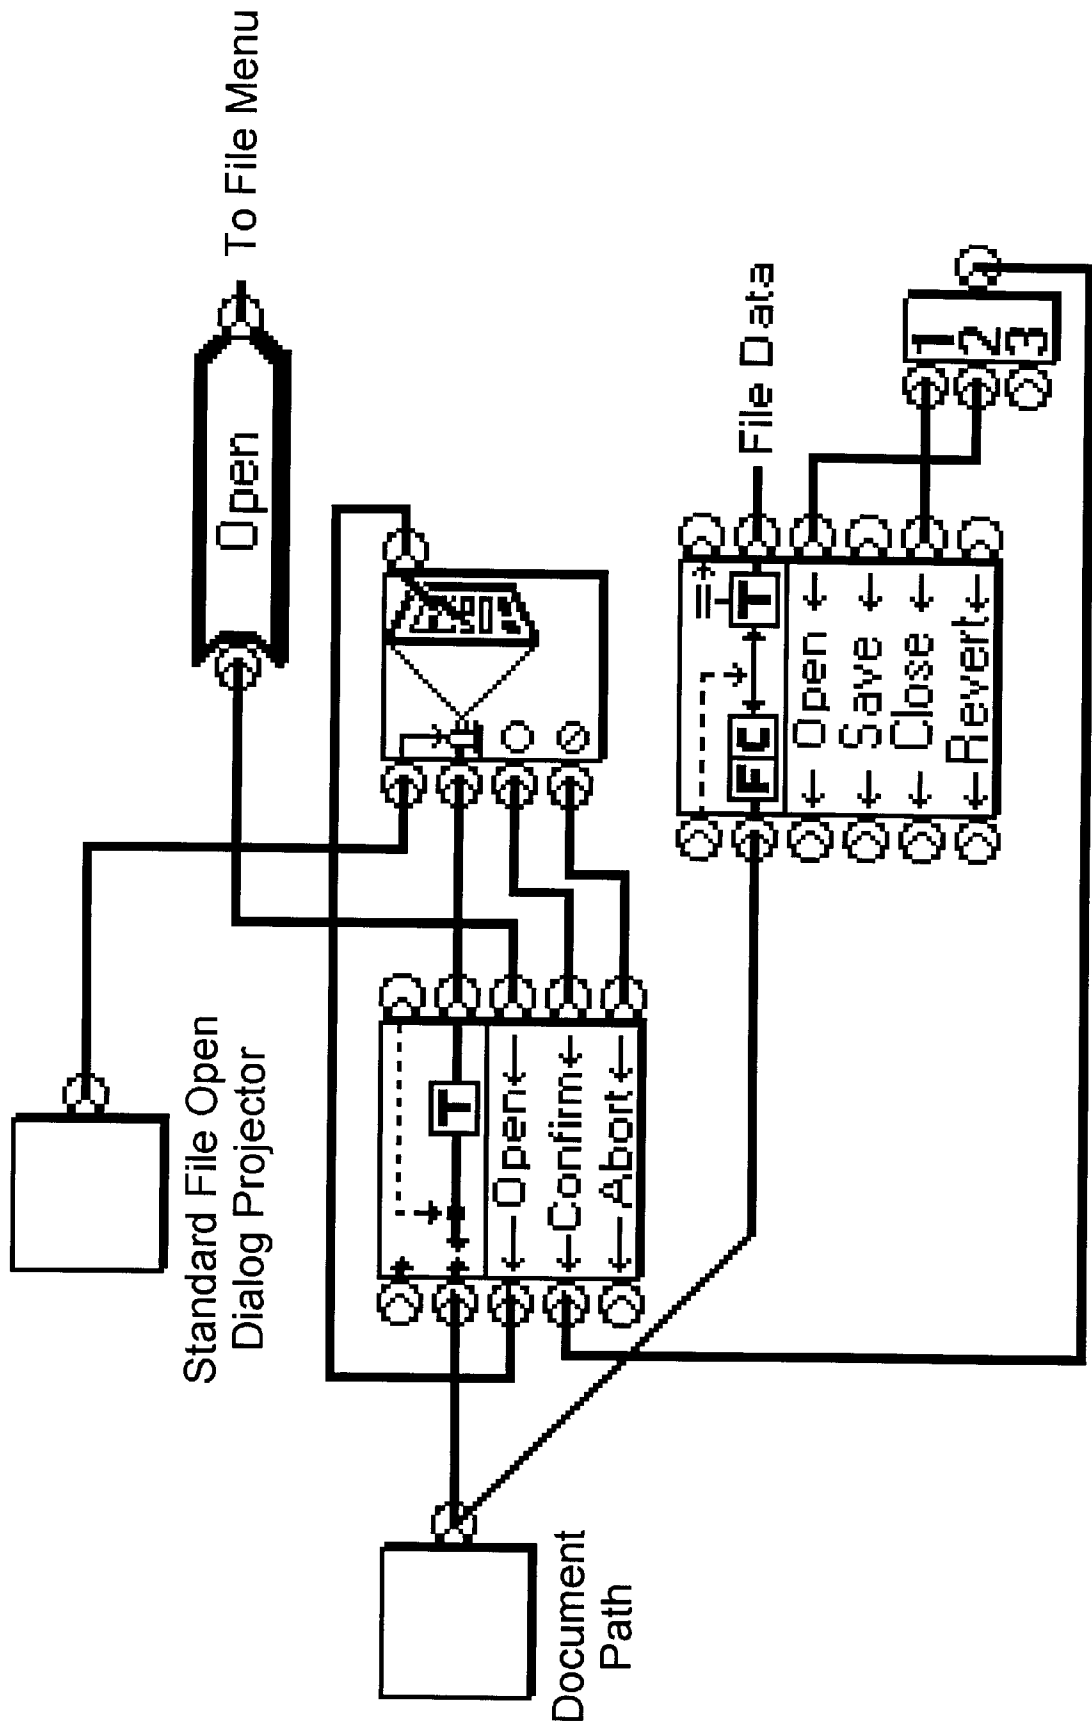 Standard File Open
Dialog Projector
Open
To File Menu
T
Open
Confirm
Abort
Document
Path
FC
T
=
File Data
Open
Save
Close
Revert
1
2
3